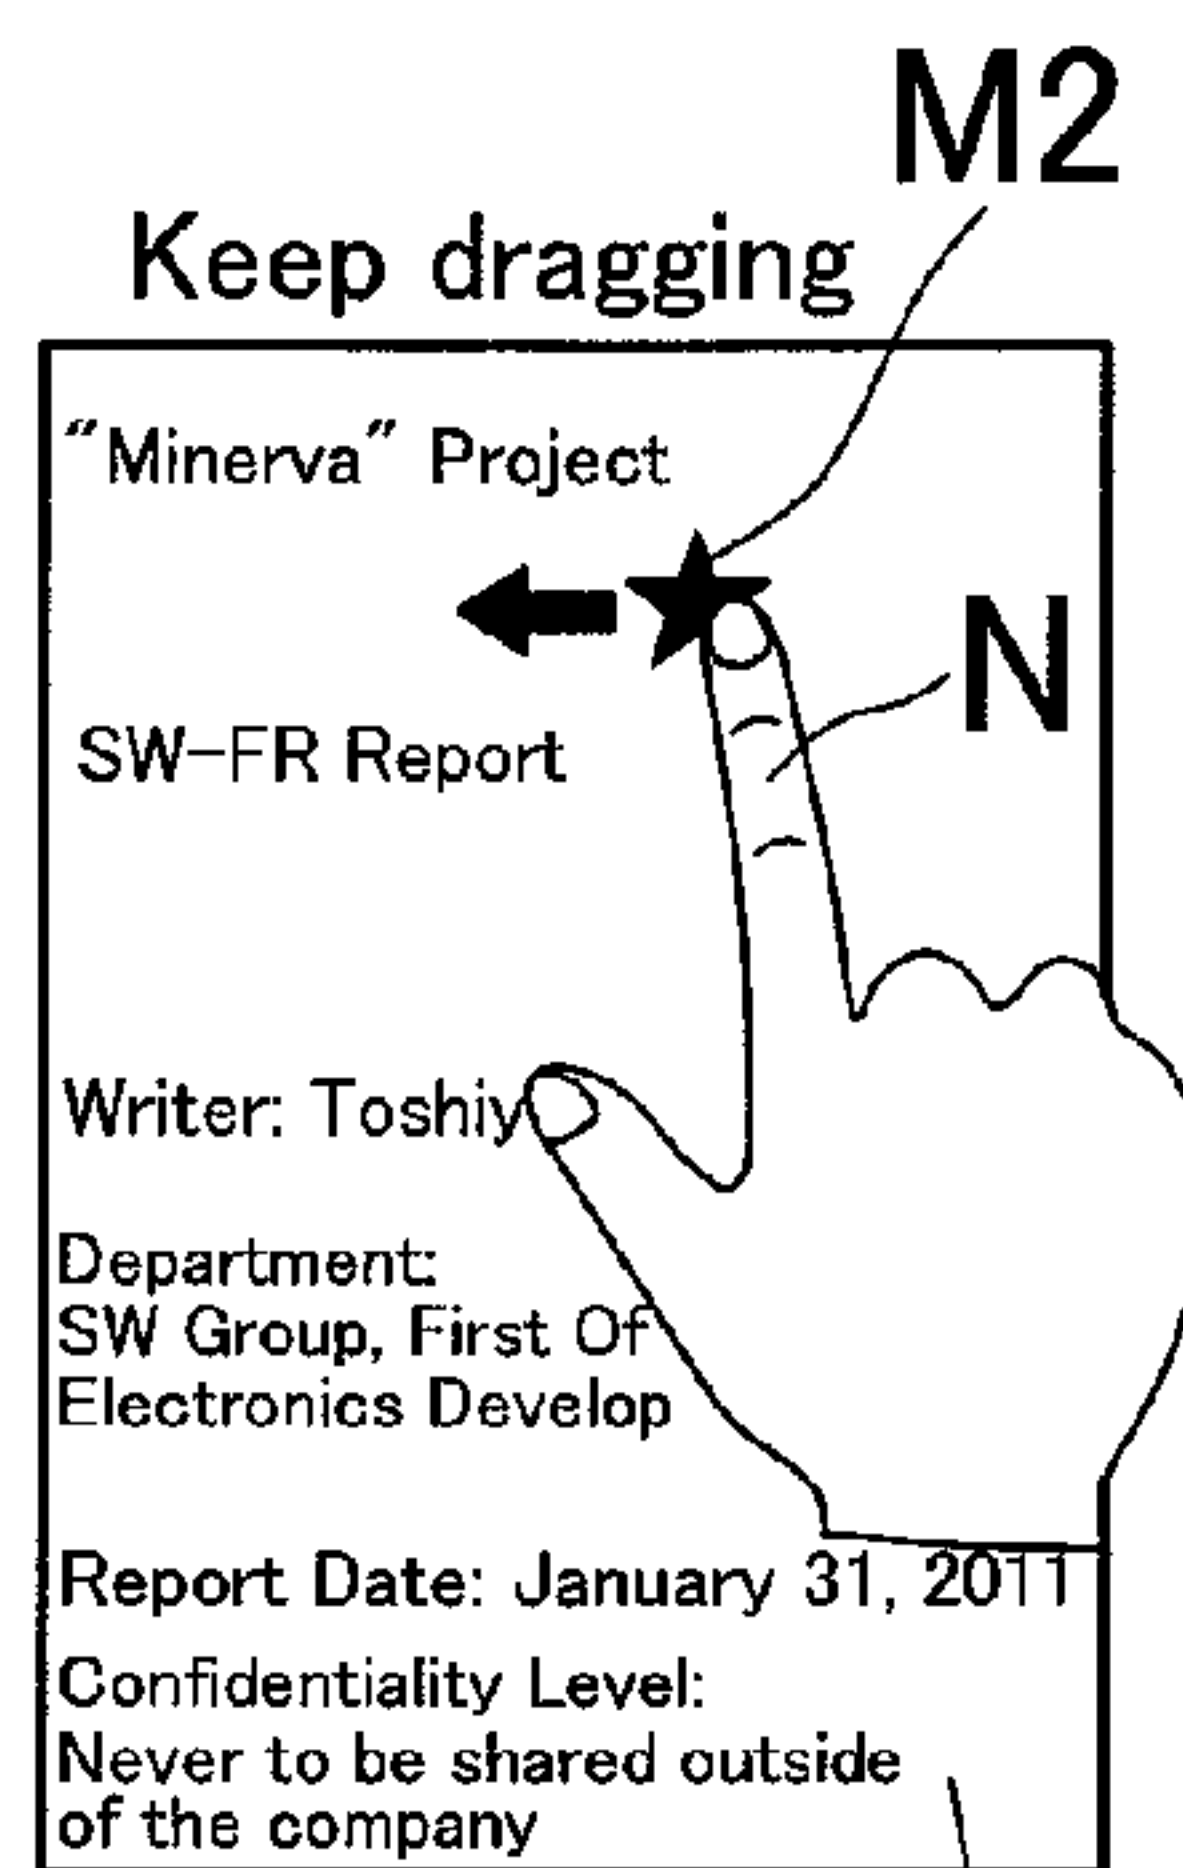 M2
Keep dragging
"Minerva" Project
N
SW-FR Report
Writer: Toshiy
Department:
SW Group, First Of
Electronics Develop
Report Date: January 31, 2011
Confidentiality Level:
Never to be shared outside
of the company